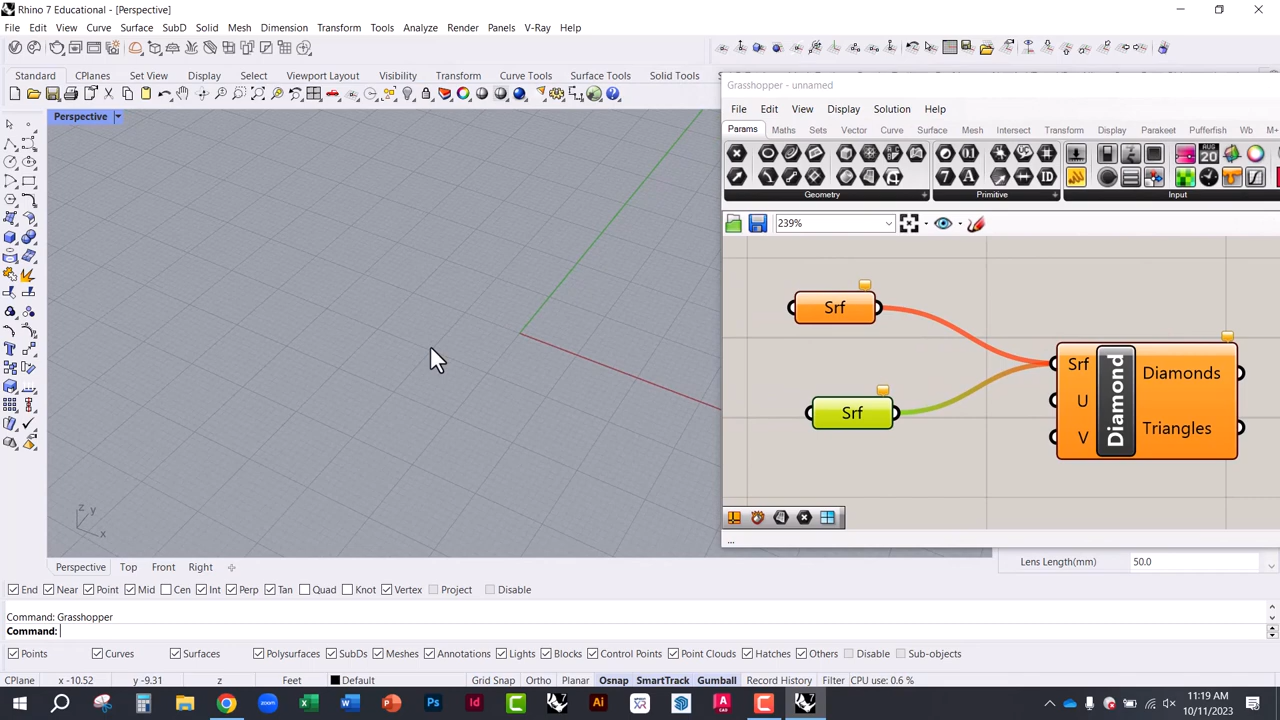 Rhino 7 Educational - [Perspective]
File Edit View Curve Surface SubD Solid Mesh Dimension Transform Tools Analyze Render Panels V-Ray Help
Standard CPlanes Set View Display Select Viewport Layout Visibility Transform Curve Tools Surface Tools Solid Tools
Perspective
Grasshopper - unnamed
File Edit View Display Solution Help
Params Maths Sets Vector Curve Surface Mesh Intersect Transform Display Parakeet Pufferfish Wb M+
AUG
20
7 A ID
Geometry Primitive Input
239%
Srf
Srf
Srf
U
V
Diamond
Diamonds
Triangles
z y
x
...
Perspective Top Front Right
Lens Length(mm) 50.0
End Near Point Mid Cen Int Perp Tan Quad Knot Vertex Project Disable
Command: Grasshopper
Command:
Points Curves Surfaces Polysurfaces SubDs Meshes Annotations Lights Blocks Control Points Point Clouds Hatches Others Disable Sub-objects
CPlane x -10.52 y -9.31 z Feet Default Grid Snap Ortho Planar Osnap SmartTrack Gumball Record History Filter CPU use: 0.6 %
11:19 AM
10/11/2023